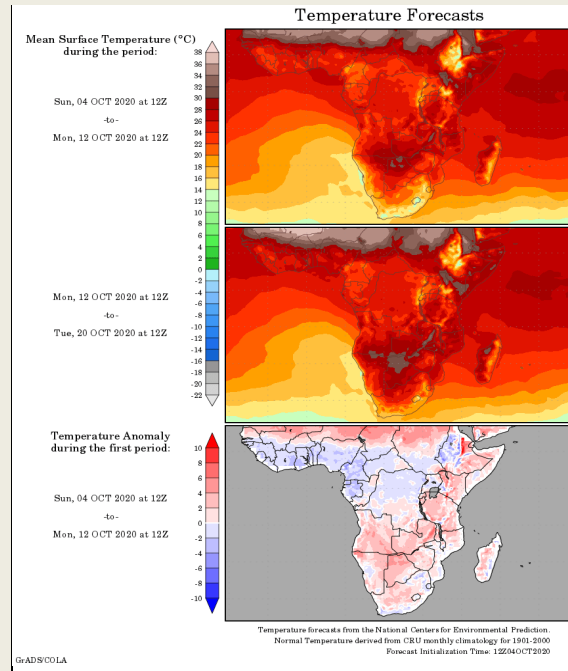 Temperature Forecasts
Mean Surface Temperature (°C)
during the period:
Sun, 04 OCT 2020 at 12Z
-to-
Mon, 12 OCT 2020 at 12Z
38
36
34
32
30
28
26
24
22
20
18
16
14
12
10
8
6
4
2
0
-2
-4
-6
-8
-10
-12
-14
-16
-18
-20
-22
Mon, 12 OCT 2020 at 12Z
-to-
Tue, 20 OCT 2020 at 12Z
Temperature Anomaly
during the first period:
Sun, 04 OCT 2020 at 12Z
-to-
Mon, 12 OCT 2020 at 12Z
10
8
6
4
2
0
-2
-4
-6
-8
-10
Temperature forecasts from the National Centers for Environmental Prediction.
Normal Temperature derived from CRU monthly climatology for 1901-2000
Forecast Initialization Time: 12Z04OCT2020
GrADS/COLA